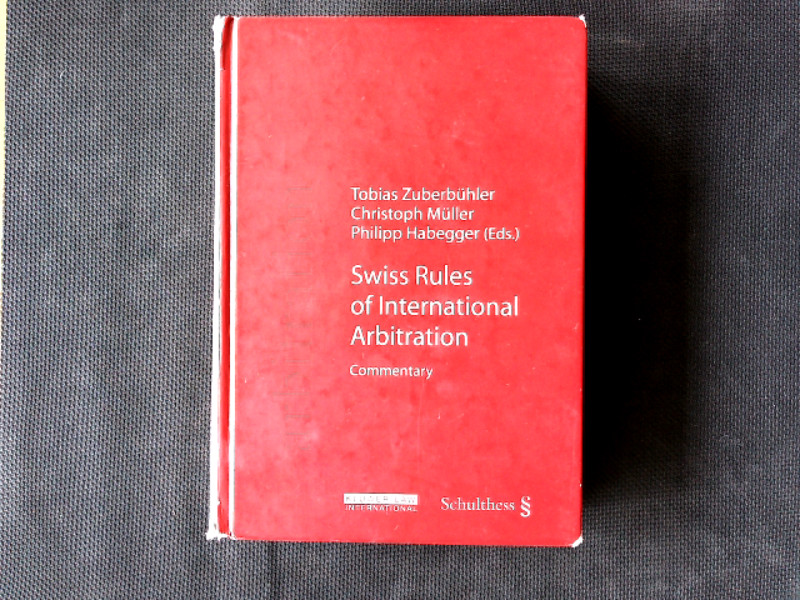 Tobias Zuberbühler
Christoph Müller
Philipp Habegger (Eds.)
Swiss Rules
of International
Arbitration
Commentary
KLUWER LAW
INTERNATIONAL
Schulthess §